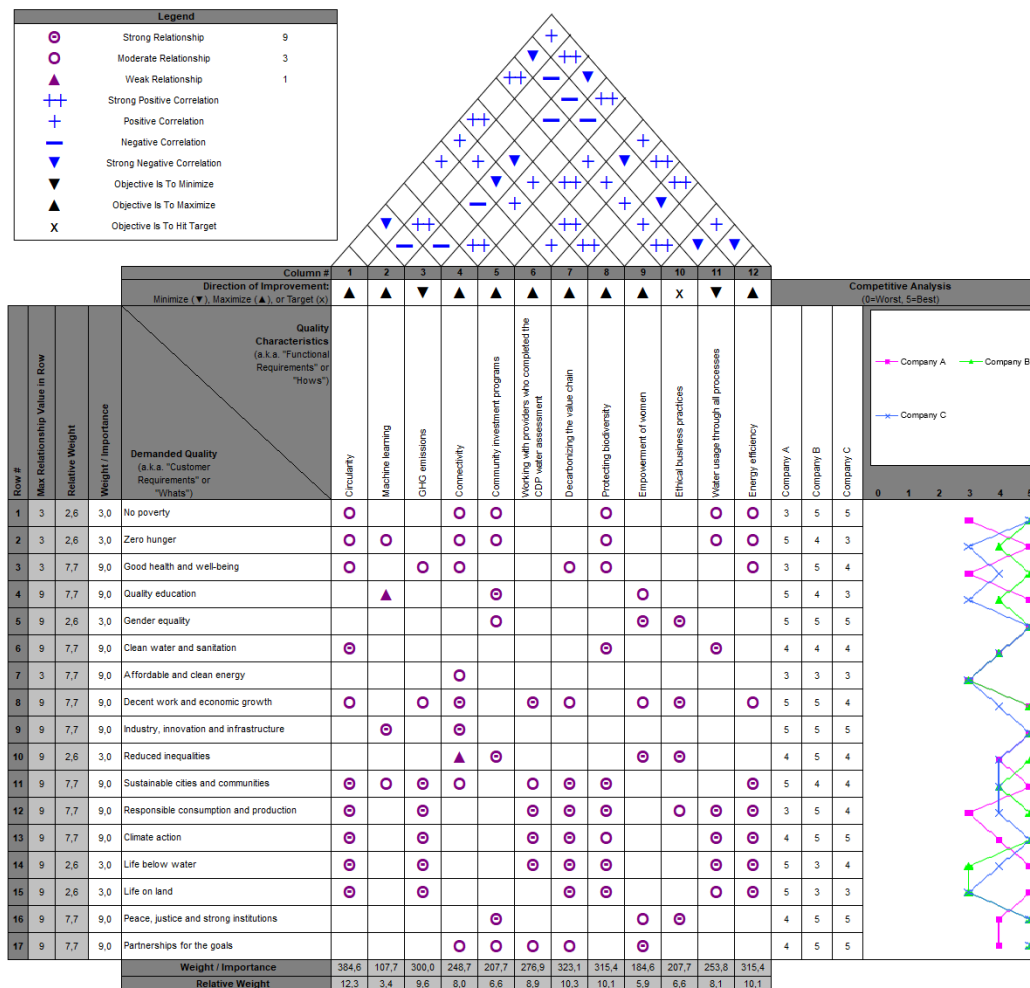 Legend
Strong Relationship 9
Moderate Relationship 3
Weak Relationship 1
Strong Positive Correlation
Positive Correlation
Negative Correlation
Strong Negative Correlation
Objective Is To Minimize
Objective Is To Maximize
X Objective Is To Hit Target
Column # 1 2 3 4 5 6 7 8 9 10 11 12
Direction of Improvement:
Minimize (▼), Maximize (▲), or Target (x)
▲ ▲ ▼ ▲ ▲ ▲ ▲ ▲ ▲ X ▼ ▲
Competitive Analysis
(0=Worst, 5=Best)
Row #
Max Relationship Value in Row
Relative Weight
Weight / Importance
Quality
Characteristics
(a.k.a. "Functional
Requirements" or
"Hows")
Demanded Quality
(a.k.a. "Customer
Requirements" or
"Whats")
Circularity
Machine learning
GHG emissions
Connectivity
Community investment programs
Working with providers who completed the
CDP water assessment
Decarbonizing the value chain
Protecting biodiversity
Empowerment of women
Ethical business practices
Water usage through all processes
Energy efficiency
Company A
Company B
Company C
Company A Company B
Company C
0 1 2 3 4 5
1 3 2,6 3,0 No poverty 3 5 5
2 3 2,6 3,0 Zero hunger 5 4 3
3 3 7,7 9,0 Good health and well-being 3 5 4
4 9 7,7 9,0 Quality education 5 4 3
5 9 2,6 3,0 Gender equality 5 5 5
6 9 7,7 9,0 Clean water and sanitation 4 4 4
7 3 7,7 9,0 Affordable and clean energy 3 3 3
8 9 7,7 9,0 Decent work and economic growth 5 5 4
9 9 7,7 9,0 Industry, innovation and infrastructure 5 5 5
10 9 2,6 3,0 Reduced inequalities 4 5 4
11 9 7,7 9,0 Sustainable cities and communities 5 4 4
12 9 7,7 9,0 Responsible consumption and production 3 5 4
13 9 7,7 9,0 Climate action 4 5 5
14 9 2,6 3,0 Life below water 5 3 4
15 9 2,6 3,0 Life on land 5 3 3
16 9 7,7 9,0 Peace, justice and strong institutions 4 5 5
17 9 7,7 9,0 Partnerships for the goals 4 5 5
Weight / Importance 384,6 107,7 300,0 248,7 207,7 276,9 323,1 315,4 184,6 207,7 253,8 315,4
Relative Weight 12,3 3,4 9,6 8,0 6,6 8,9 10,3 10,1 5,9 6,6 8,1 10,1